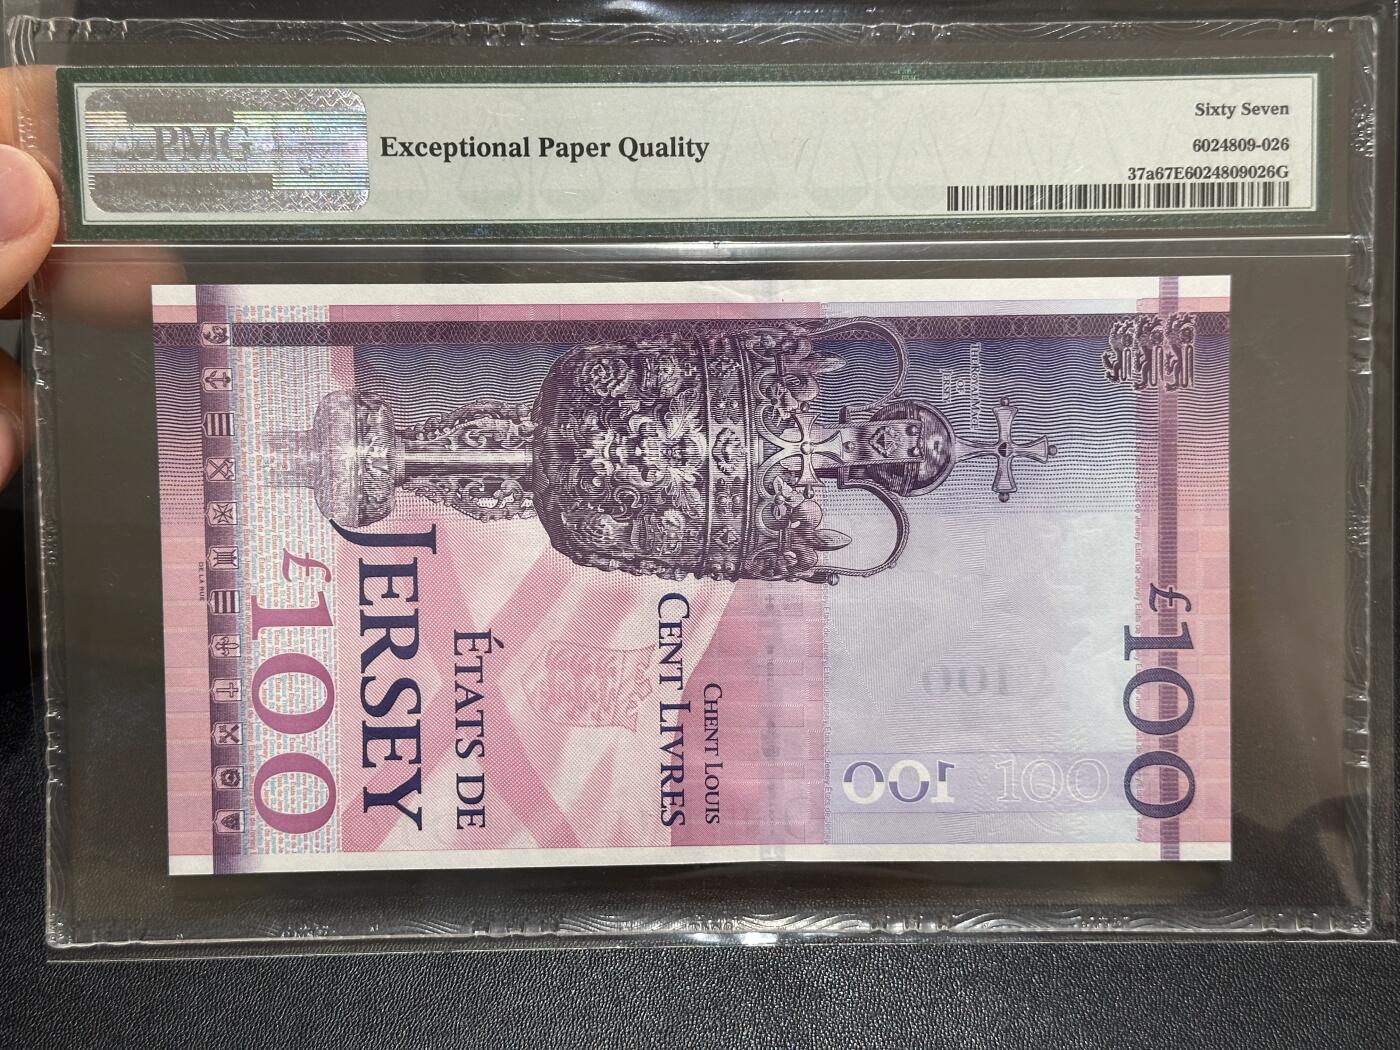 PMG
Exceptional Paper Quality
Sixty Seven
6024809-026
37a67E6024809026G
£100
JERSEY
ÉTATS DE
CENT LIVRES
CHENT LOUIS
£100
100
100
DE LA RUE